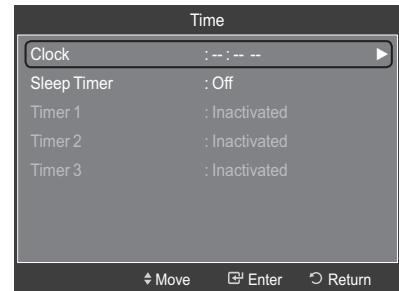 Time
Clock : -- : -- --
Sleep Timer : Off
Timer 1 : Inactivated
Timer 2 : Inactivated
Timer 3 : Inactivated
Move Enter Return